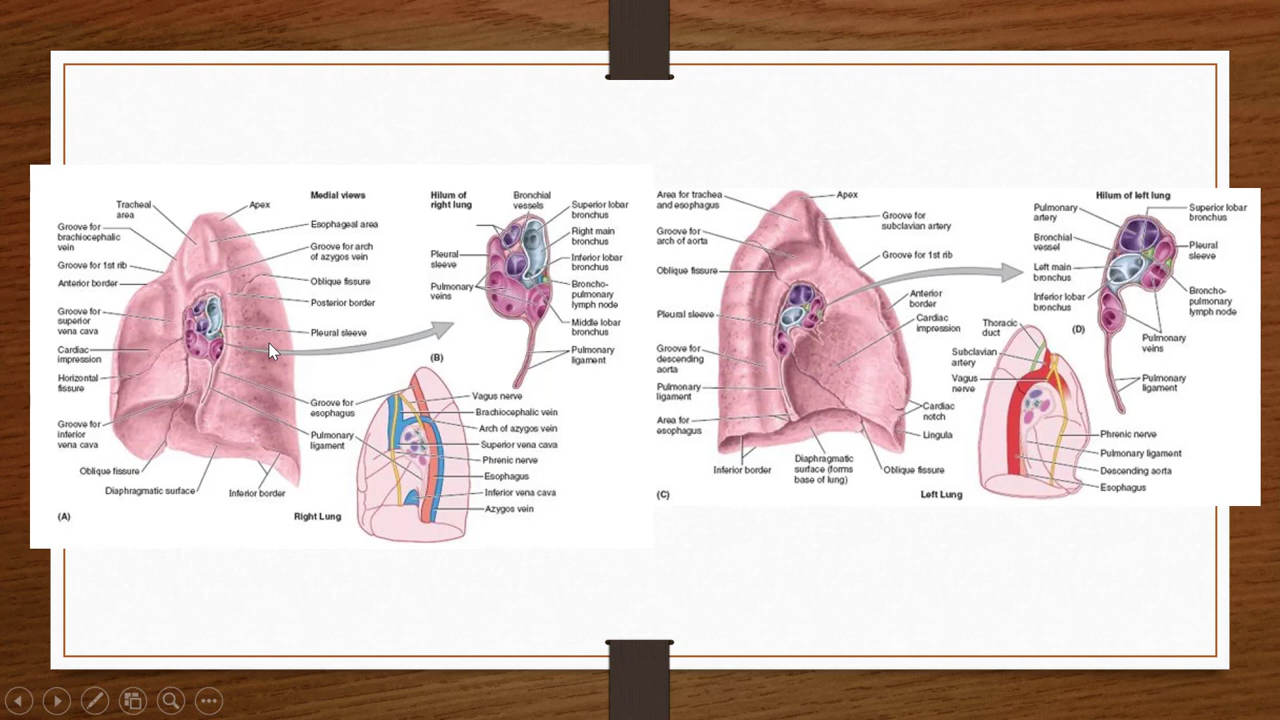 Medial views
Tracheal
area
Apex
Groove for
brachiocephalic
vein
Esophageal area
Groove for arch
of azygos vein
Groove for 1st rib
Anterior border
Oblique fissure
Posterior border
Groove for
superior
vena cava
Pleural sleeve
Cardiac
impression
Horizontal
fissure
Groove for
esophagus
Groove for
inferior
vena cava
Pulmonary
ligament
Oblique fissure
Diaphragmatic surface
Inferior border
(A)
Right Lung
Hilum of
right lung
Bronchial
vessels
Superior lobar
bronchus
Right main
bronchus
Pleural
sleeve
Inferior lobar
bronchus
Pulmonary
veins
Broncho-
pulmonary
lymph node
Middle lobar
bronchus
Pulmonary
ligament
(B)
Vagus nerve
Brachiocephalic vein
Arch of azygos vein
Superior vena cava
Phrenic nerve
Esophagus
Inferior vena cava
Azygos vein
Area for trachea
and esophagus
Apex
Groove for
subclavian artery
Groove for
arch of aorta
Groove for 1st rib
Oblique fissure
Anterior
border
Pleural sleeve
Cardiac
impression
Groove for
descending
aorta
Pulmonary
ligament
Area for
esophagus
Cardiac
notch
Lingula
Inferior border
Diaphragmatic
surface (forms
base of lung)
Oblique fissure
(C)
Left Lung
Hilum of left lung
Pulmonary
artery
Superior lobar
bronchus
Bronchial
vessel
Pleural
sleeve
Left main
bronchus
Inferior lobar
bronchus
Broncho-
pulmonary
lymph node
(D)
Pulmonary
veins
Pulmonary
ligament
Thoracic
duct
Subclavian
artery
Vagus
nerve
Phrenic nerve
Pulmonary ligament
Descending aorta
Esophagus